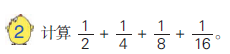 2 计算 1/2 + 1/4 + 1/8 + 1/16。